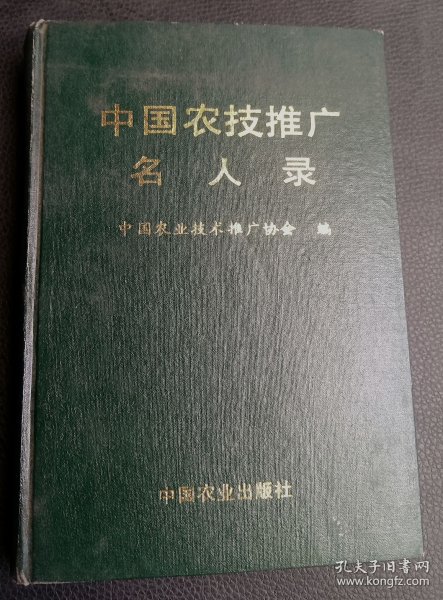 中国农技推广
名人录
中国农业技术推广协会 编
中国农业出版社
孔夫子旧书网
www.kongfz.com